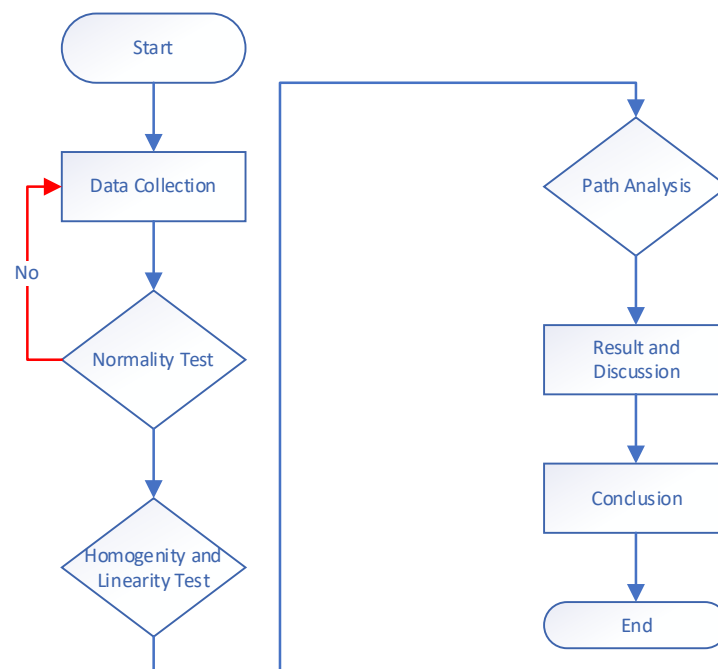 Start
Data Collection
No
Normality Test
Homogenity and
Linearity Test
Path Analysis
Result and
Discussion
Conclusion
End